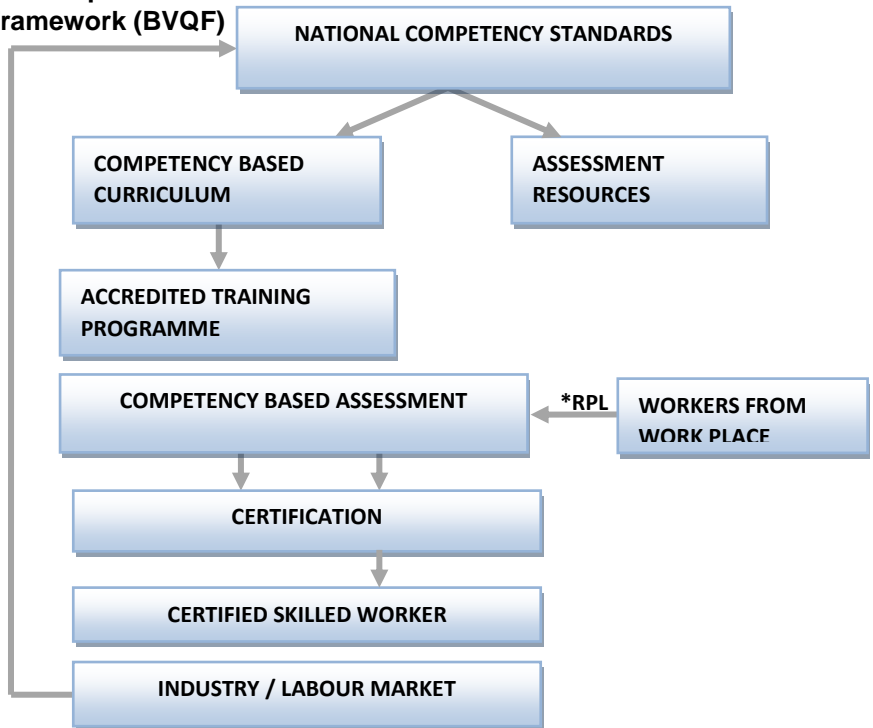 ramework (BVQF)
NATIONAL COMPETENCY STANDARDS
COMPETENCY BASED
CURRICULUM
ASSESSMENT
RESOURCES
ACCREDITED TRAINING
PROGRAMME
COMPETENCY BASED ASSESSMENT
*RPL
WORKERS FROM
WORK PLACE
CERTIFICATION
CERTIFIED SKILLED WORKER
INDUSTRY / LABOUR MARKET